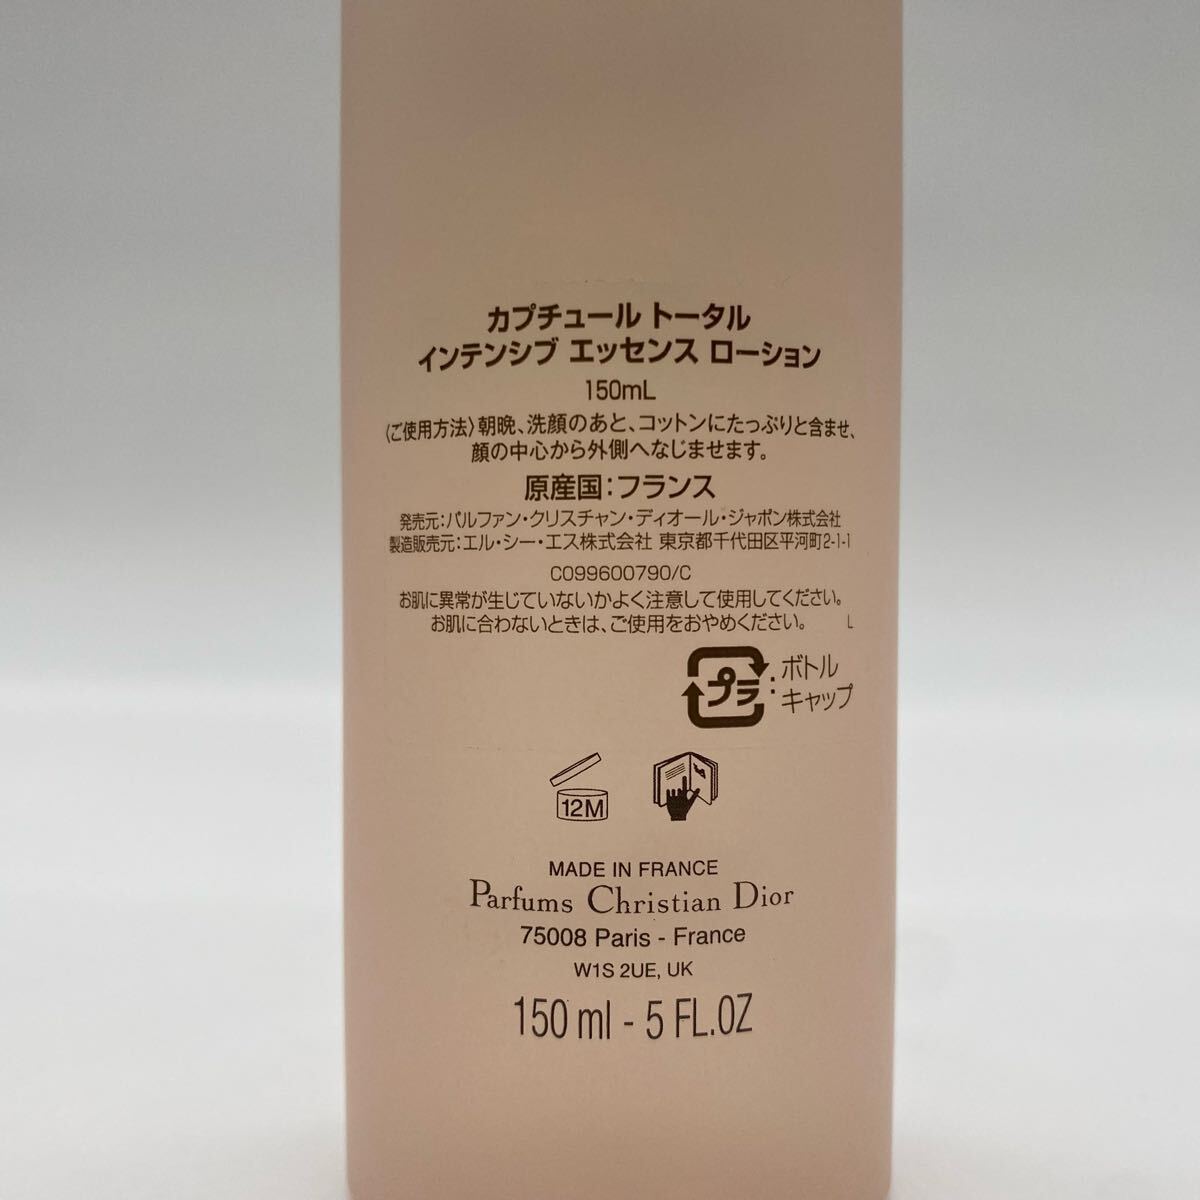 カプチュール トータル
インテンシブ エッセンス ローション
150mL
〈ご使用方法〉朝晩、洗顔のあと、コットンにたっぷりと含ませ、
顔の中心から外側へなじませます。
原産国：フランス
発売元：パルファン・クリスチャン・ディオール・ジャポン株式会社
製造販売元：エル・シー・エス株式会社 東京都千代田区平河町2-1-1
C099600790/C
お肌に異常が生じていないかよく注意して使用してください。
お肌に合わないときは、ご使用をおやめください。 L
プラ：ボトル
キャップ
12M
MADE IN FRANCE
Parfums Christian Dior
75008 Paris - France
W1S 2UE, UK
150 ml - 5 FL.OZ